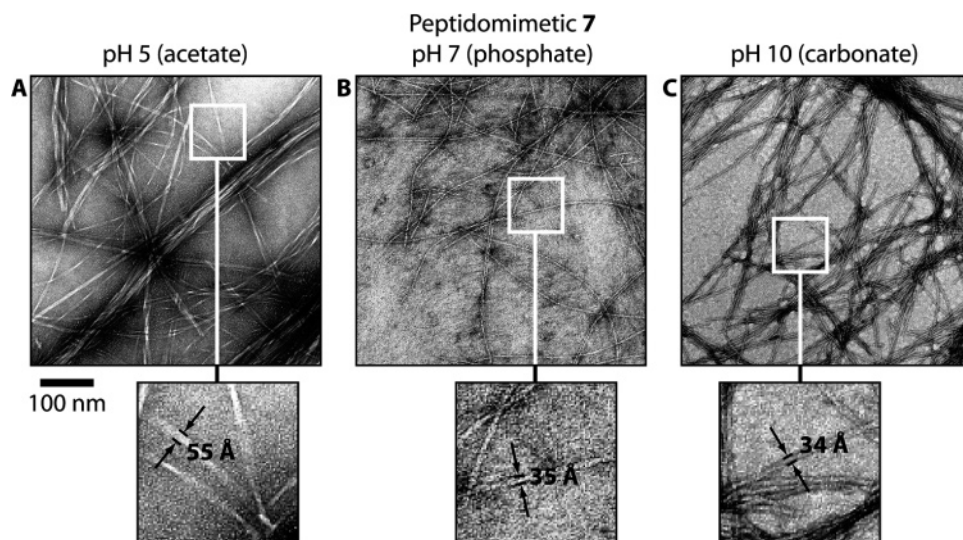 Peptidomimetic 7
pH 5 (acetate)
pH 7 (phosphate)
pH 10 (carbonate)
A
B
C
100 nm
55 Å
35 Å
34 Å